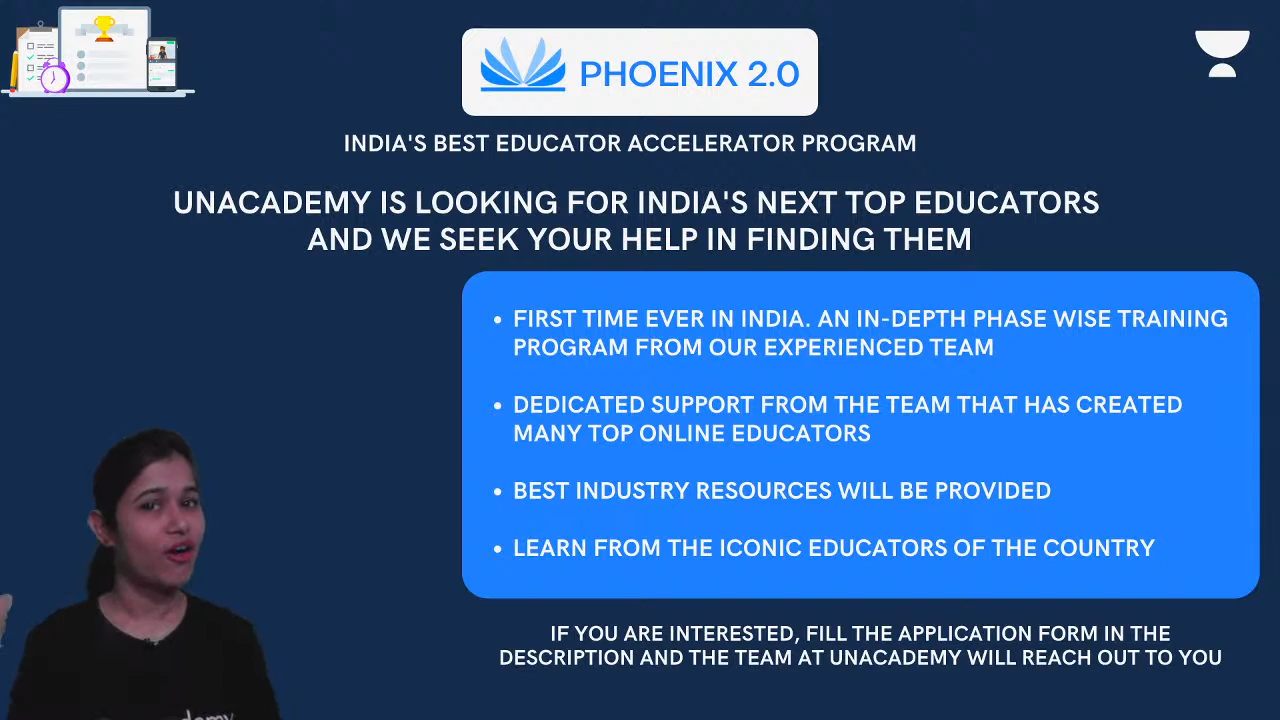 PHOENIX 2.0
INDIA'S BEST EDUCATOR ACCELERATOR PROGRAM
UNACADEMY IS LOOKING FOR INDIA'S NEXT TOP EDUCATORS
AND WE SEEK YOUR HELP IN FINDING THEM
• FIRST TIME EVER IN INDIA. AN IN-DEPTH PHASE WISE TRAINING
PROGRAM FROM OUR EXPERIENCED TEAM
• DEDICATED SUPPORT FROM THE TEAM THAT HAS CREATED
MANY TOP ONLINE EDUCATORS
• BEST INDUSTRY RESOURCES WILL BE PROVIDED
• LEARN FROM THE ICONIC EDUCATORS OF THE COUNTRY
IF YOU ARE INTERESTED, FILL THE APPLICATION FORM IN THE
DESCRIPTION AND THE TEAM AT UNACADEMY WILL REACH OUT TO YOU